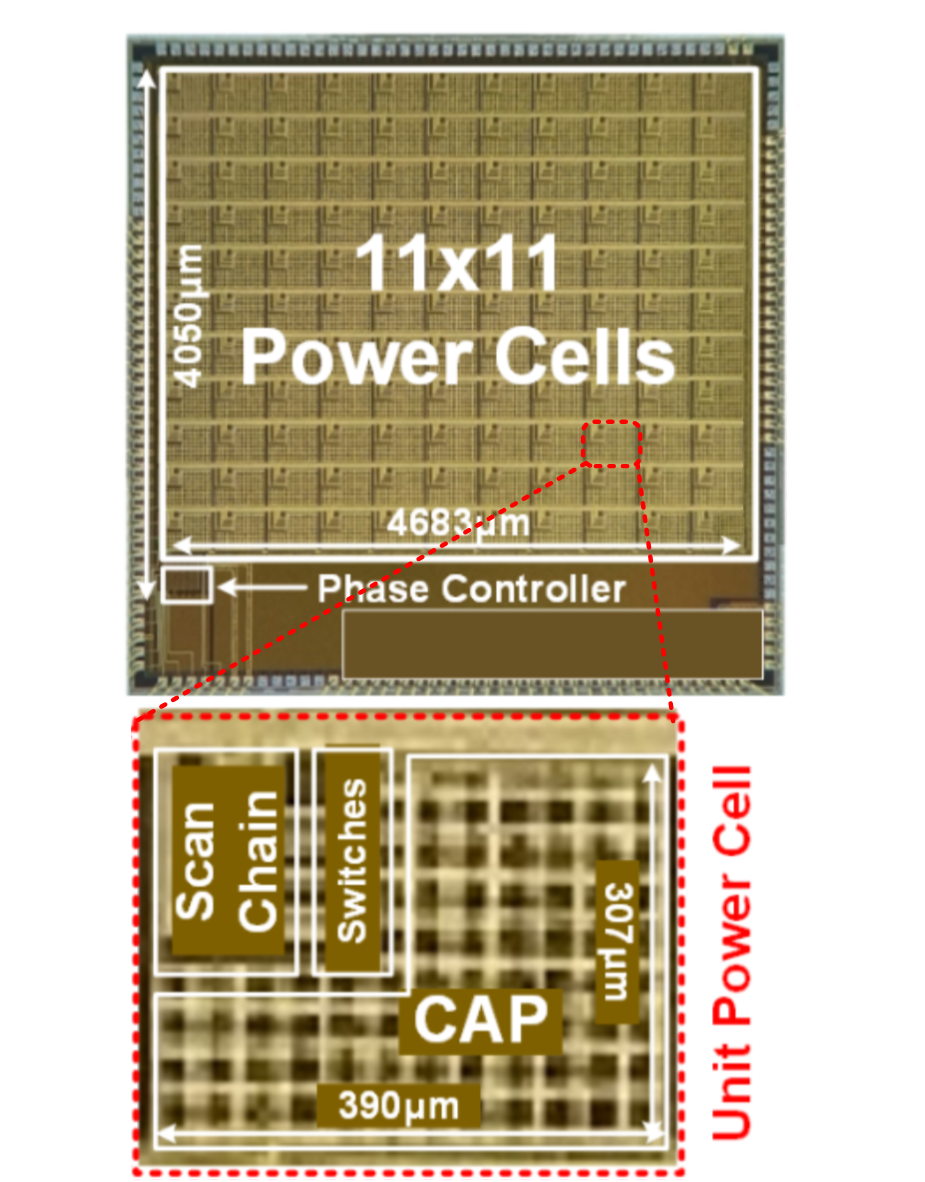 11x11
Power Cells
4050µm
4683µm
Phase Controller
Scan
Chain
Switches
307µm
CAP
390µm
Unit Power Cell